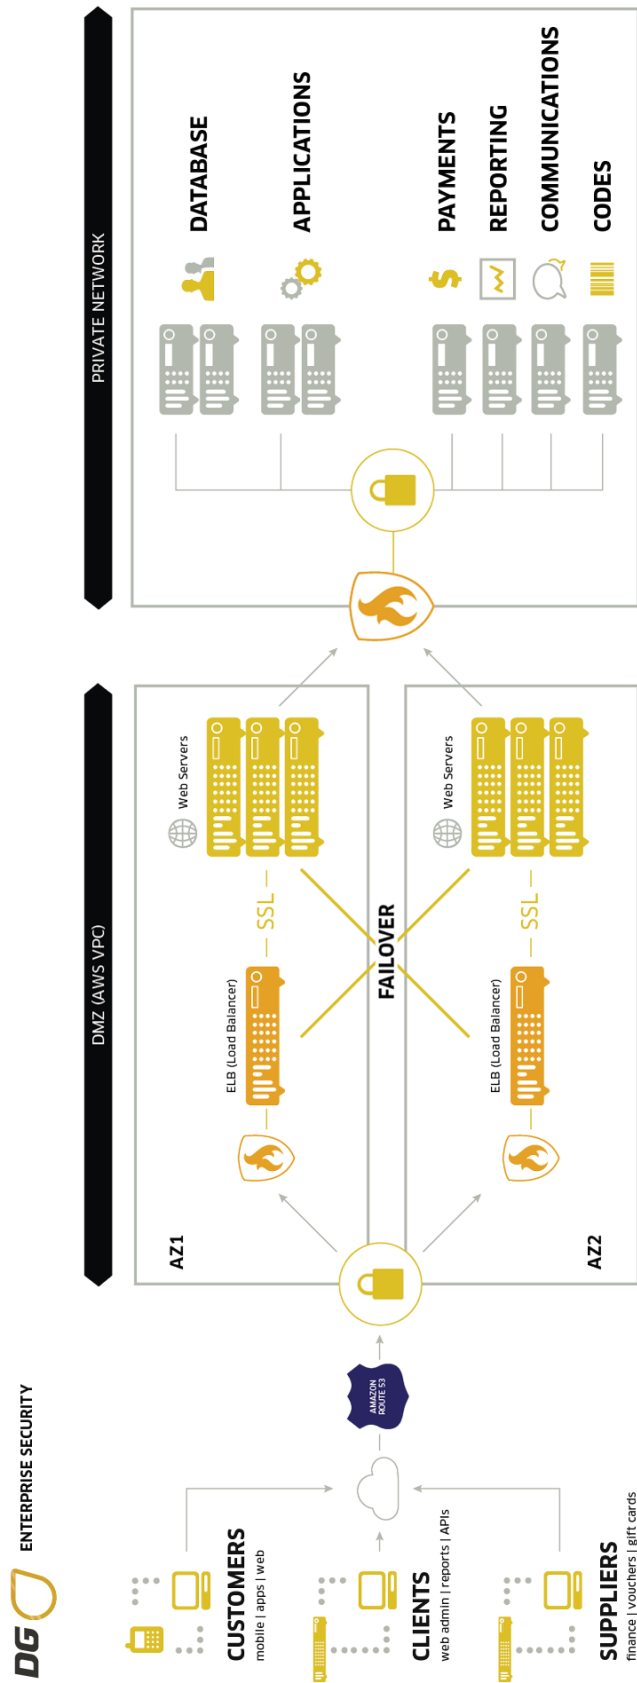 DG
ENTERPRISE SECURITY
DMZ (AWS VPC)
PRIVATE NETWORK
CUSTOMERS
mobile | apps | web
CLIENTS
web admin | reports | APIs
SUPPLIERS
finance | vouchers | gift cards
AMAZON
ROUTE 53
AZ1
ELB (Load Balancer)
SSL
Web Servers
FAILOVER
AZ2
ELB (Load Balancer)
SSL
Web Servers
DATABASE
APPLICATIONS
PAYMENTS
REPORTING
COMMUNICATIONS
CODES